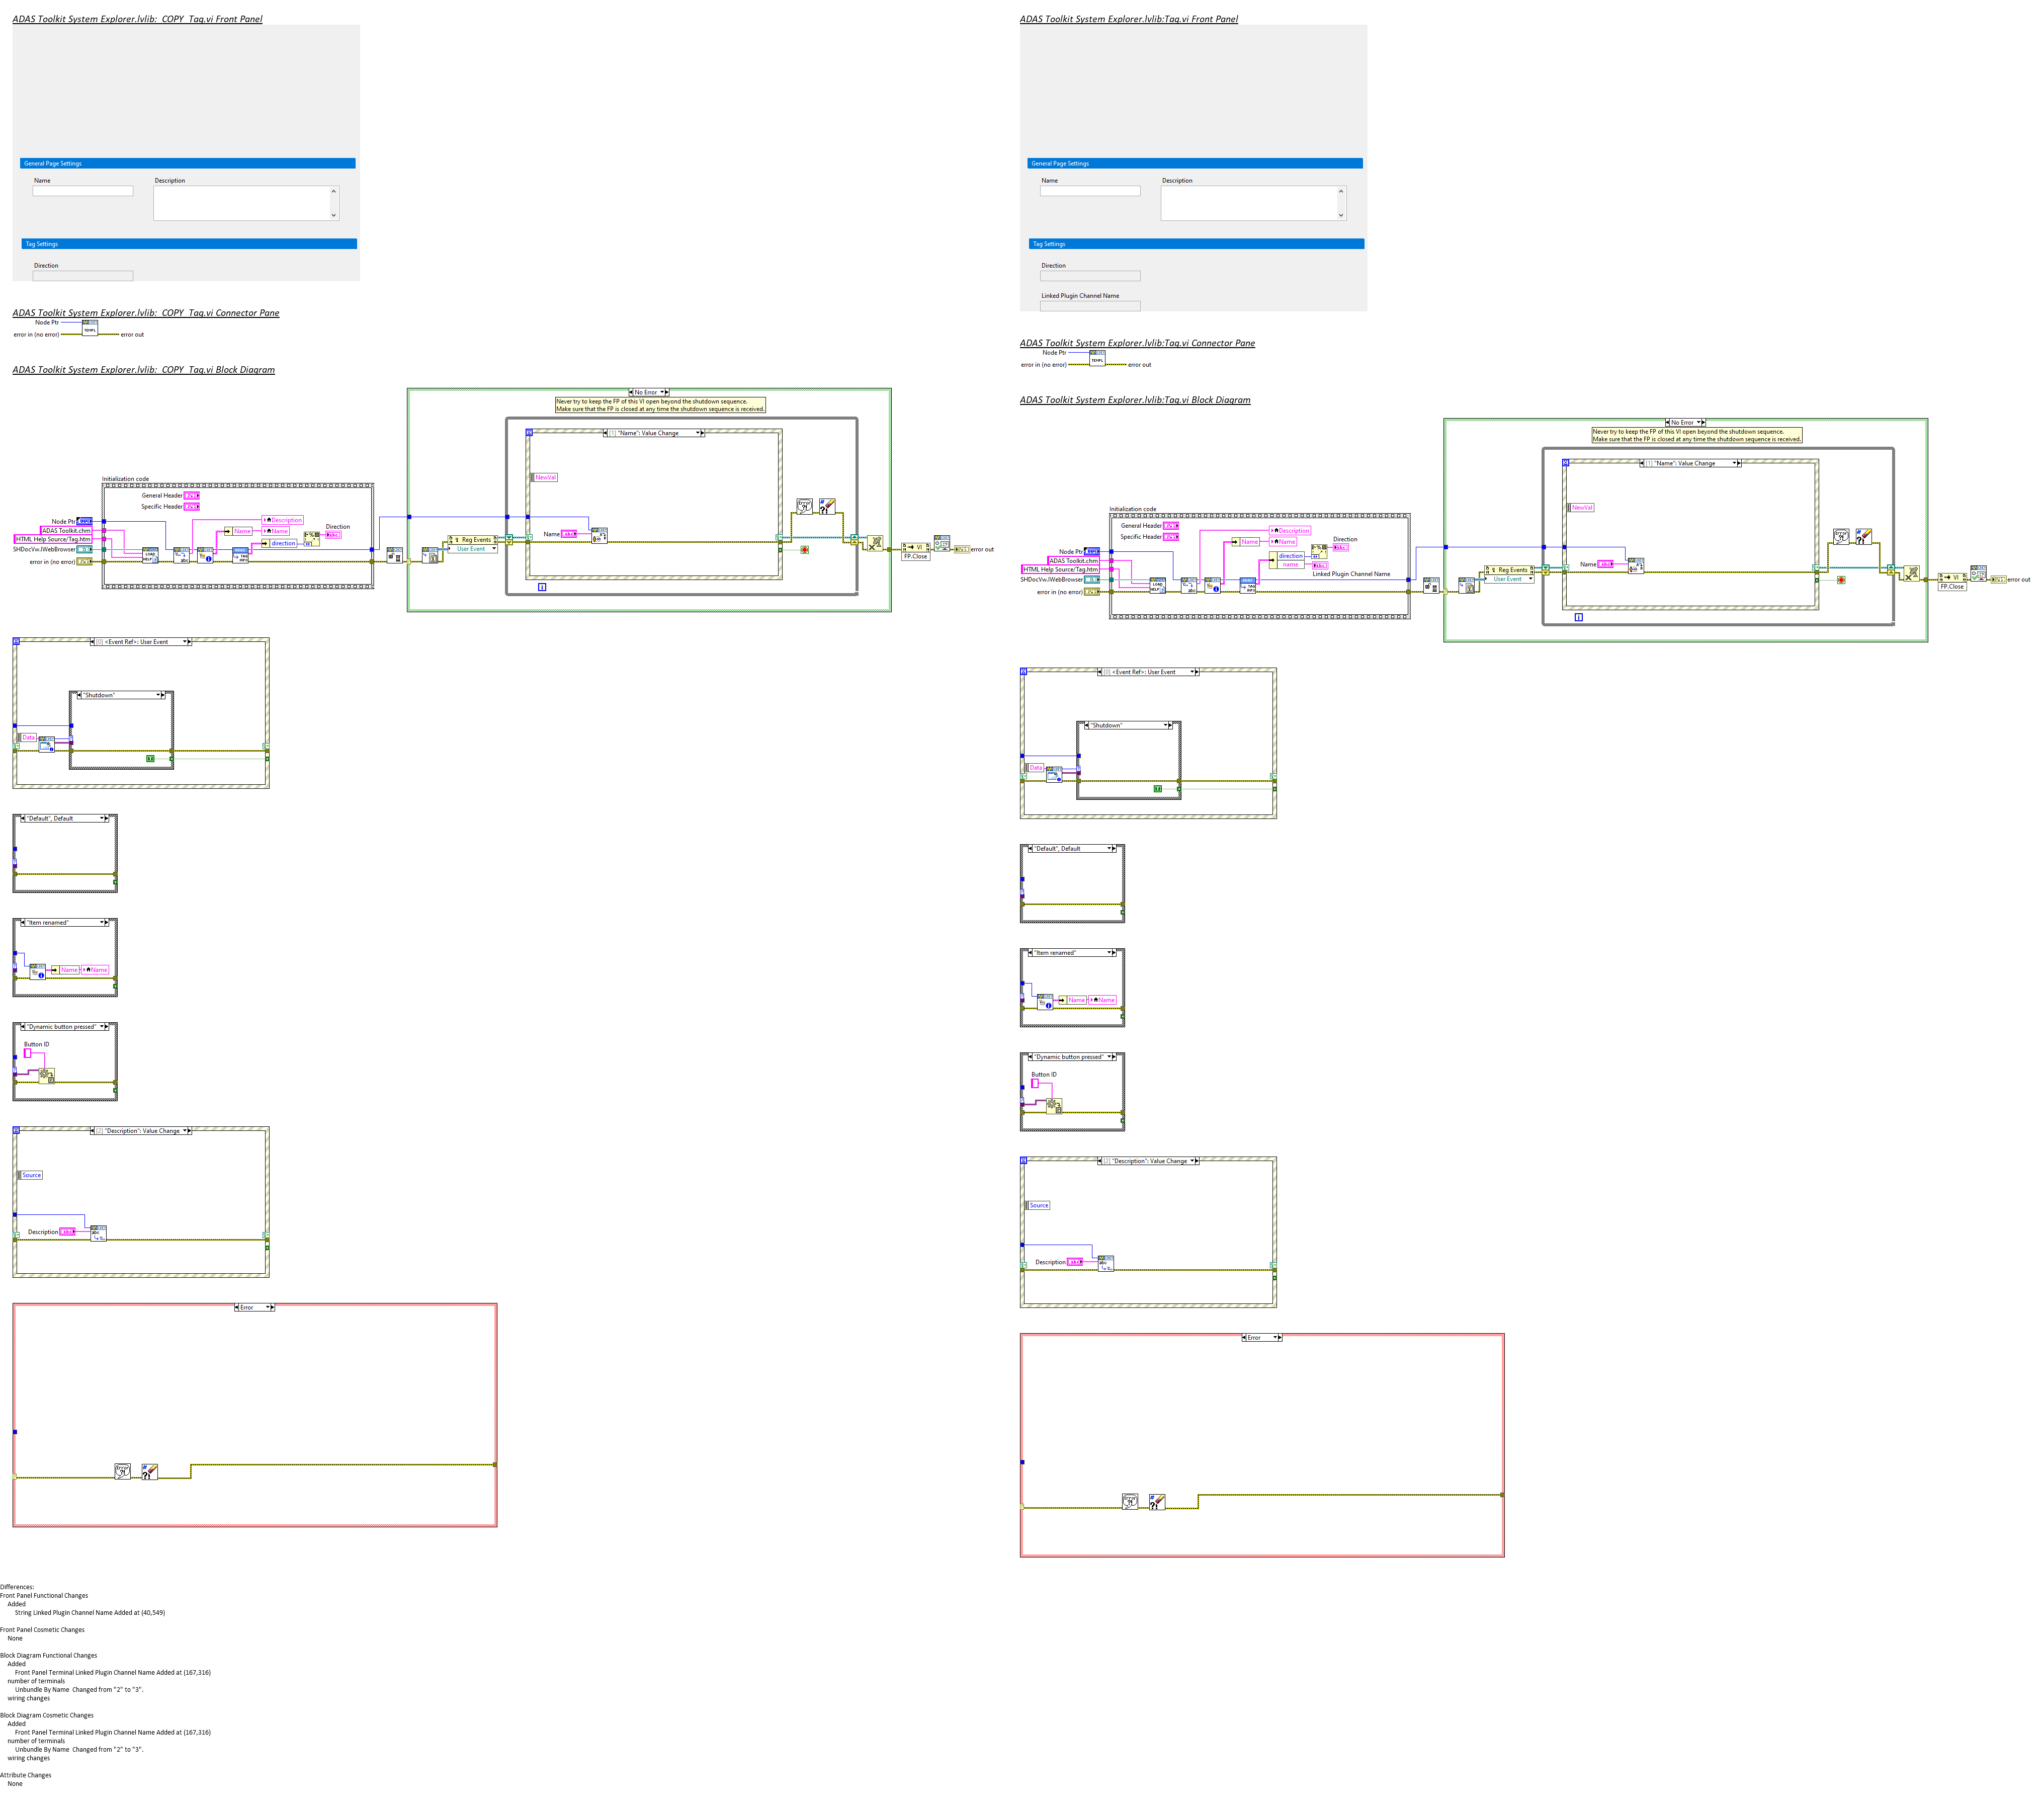 ADAS Toolkit System Explorer.lvlib:_COPY_Tag.vi Front Panel
General Page Settings
Name
Description
Tag Settings
Direction
ADAS Toolkit System Explorer.lvlib:_COPY_Tag.vi Connector Pane
Node Ptr
error in (no error)
error out
ADAS Toolkit System Explorer.lvlib:_COPY_Tag.vi Block Diagram
No Error
Never try to keep the FP of this VI open beyond the shutdown sequence.
Make sure that the FP is closed at any time the shutdown sequence is received.
[1] "Name": Value Change
NewVal
Initialization code
General Header
Specific Header
Node Ptr
ADAS Toolkit.chm
HTML Help Source/Tag.htm
SHDocVw.IWebBrowser
error in (no error)
Description
Name
Name
direction
Direction
Reg Events
User Event
Name
VI
FP.Close
error out
[0] <Event Ref>: User Event
"Shutdown"
Data
"Default", Default
"Item renamed"
Name
Name
"Dynamic button pressed"
Button ID
[2] "Description": Value Change
Source
Description
Error
Differences:
Front Panel Functional Changes
Added
String Linked Plugin Channel Name Added at (40,549)
Front Panel Cosmetic Changes
None
Block Diagram Functional Changes
Added
Front Panel Terminal Linked Plugin Channel Name Added at (167,316)
number of terminals
Unbundle By Name  Changed from "2" to "3".
wiring changes
Block Diagram Cosmetic Changes
Added
Front Panel Terminal Linked Plugin Channel Name Added at (167,316)
number of terminals
Unbundle By Name  Changed from "2" to "3".
wiring changes
Attribute Changes
None
ADAS Toolkit System Explorer.lvlib:Tag.vi Front Panel
General Page Settings
Name
Description
Tag Settings
Direction
Linked Plugin Channel Name
ADAS Toolkit System Explorer.lvlib:Tag.vi Connector Pane
Node Ptr
error in (no error)
error out
ADAS Toolkit System Explorer.lvlib:Tag.vi Block Diagram
No Error
Never try to keep the FP of this VI open beyond the shutdown sequence.
Make sure that the FP is closed at any time the shutdown sequence is received.
[1] "Name": Value Change
NewVal
Initialization code
General Header
Specific Header
Node Ptr
ADAS Toolkit.chm
HTML Help Source/Tag.htm
SHDocVw.IWebBrowser
error in (no error)
Description
Name
Name
direction
name
Direction
Linked Plugin Channel Name
Reg Events
User Event
Name
VI
FP.Close
error out
[0] <Event Ref>: User Event
"Shutdown"
Data
"Default", Default
"Item renamed"
Name
Name
"Dynamic button pressed"
Button ID
[2] "Description": Value Change
Source
Description
Error